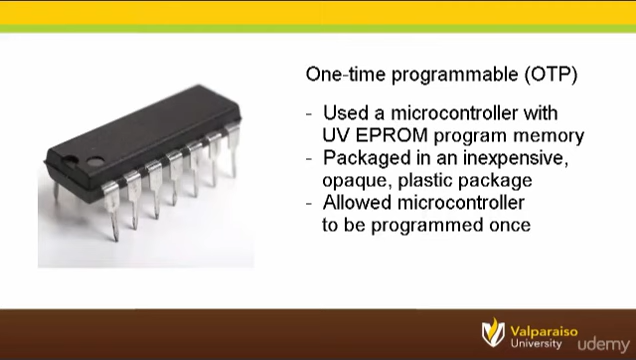 One-time programmable (OTP)
- Used a microcontroller with
UV EPROM program memory
- Packaged in an inexpensive,
opaque, plastic package
- Allowed microcontroller
to be programmed once
Valparaiso
University
udemy